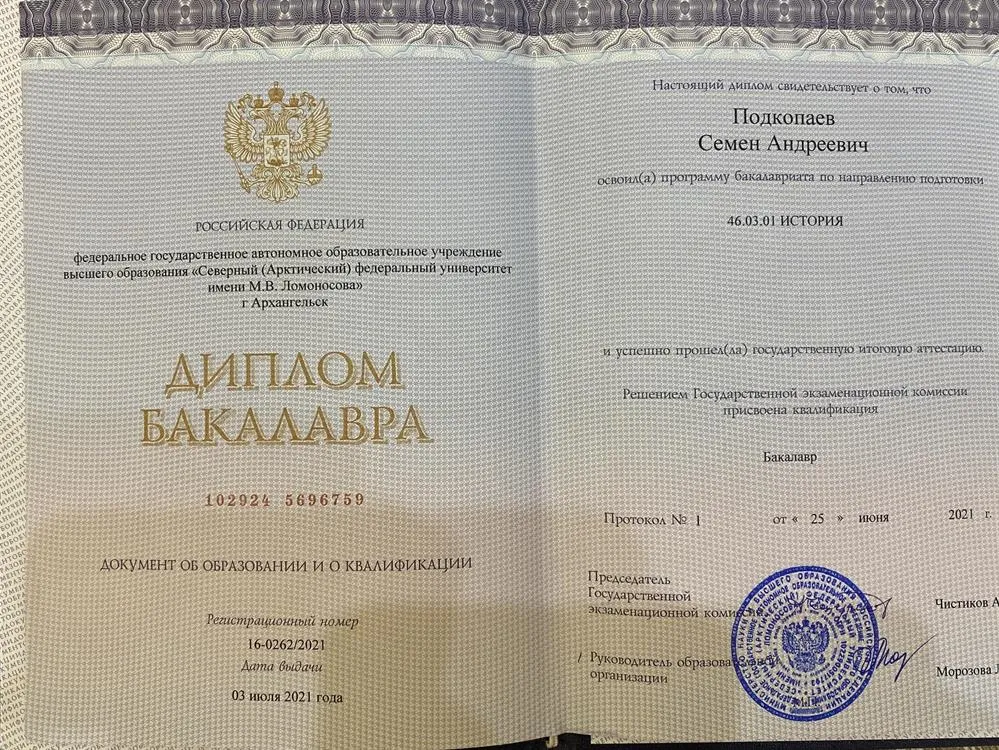 РОССИЙСКАЯ ФЕДЕРАЦИЯ
федеральное государственное автономное образовательное учреждение
высшего образования «Северный (Арктический) федеральный университет
имени М.В. Ломоносова»
г Архангельск
ДИПЛОМ
БАКАЛАВРА
102924 5696759
ДОКУМЕНТ ОБ ОБРАЗОВАНИИ И О КВАЛИФИКАЦИИ
Регистрационный номер
16-0262/2021
Дата выдачи
03 июля 2021 года
Настоящий диплом свидетельствует о том, что
Подкопаев
Семен Андреевич
освоил(а) программу бакалавриата по направлению подготовки
46.03.01 ИСТОРИЯ
и успешно прошел(ла) государственную итоговую аттестацию.
Решением Государственной экзаменационной комиссии
присвоена квалификация
Бакалавр
Протокол № 1 от « 25 » июня 2021 г.
Председатель
Государственной
экзаменационной комиссии Чистиков А
/ Руководитель образовательной
организации Морозова Л